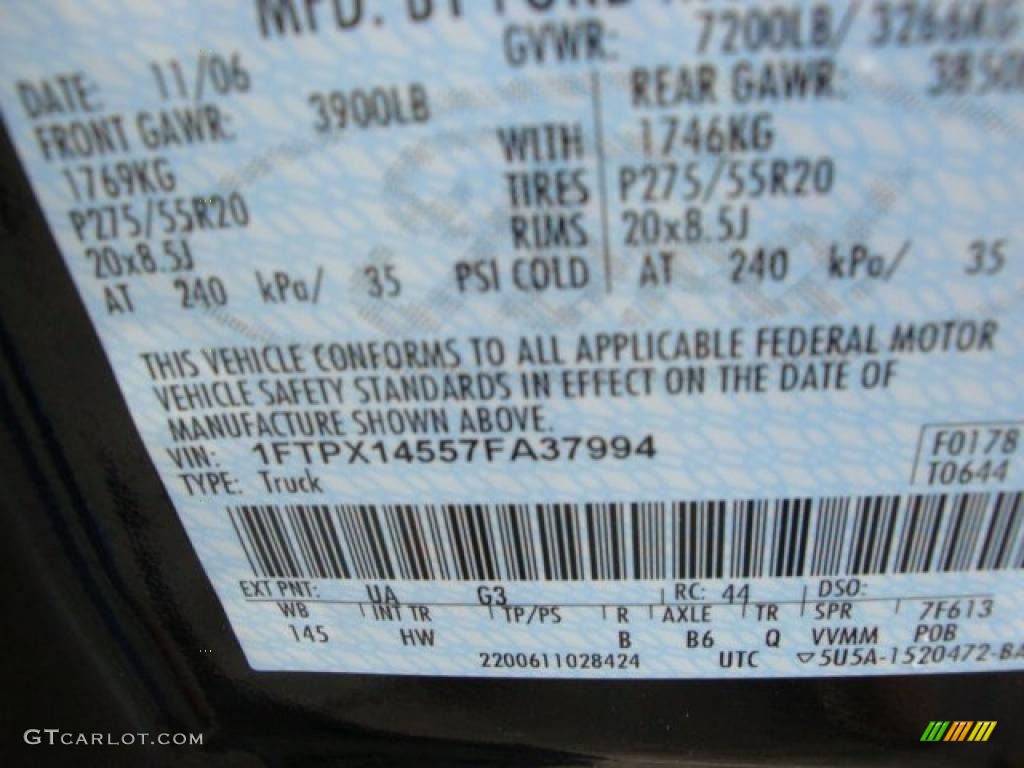 MFD. BY FORD
GVWR: 7200LB/ 3266KG
DATE: 11/06
FRONT GAWR: 3900LB REAR GAWR: 3850
1769KG WITH 1746KG
P275/55R20 TIRES P275/55R20
20x8.5J RIMS 20x8.5J
AT 240 kPa/ 35 PSI COLD AT 240 kPa/ 35
THIS VEHICLE CONFORMS TO ALL APPLICABLE FEDERAL MOTOR
VEHICLE SAFETY STANDARDS IN EFFECT ON THE DATE OF
MANUFACTURE SHOWN ABOVE.
VIN: 1FTPX14557FA37994
TYPE: Truck
F0178
T0644
EXT PNT: UA G3 RC: 44 DSO:
WB INT TR TP/PS R AXLE TR SPR 7F613
145 HW B B6 Q VVMM POB
2200611028424 UTC ▽5U5A-1520472-BA
GTCARLOT.COM